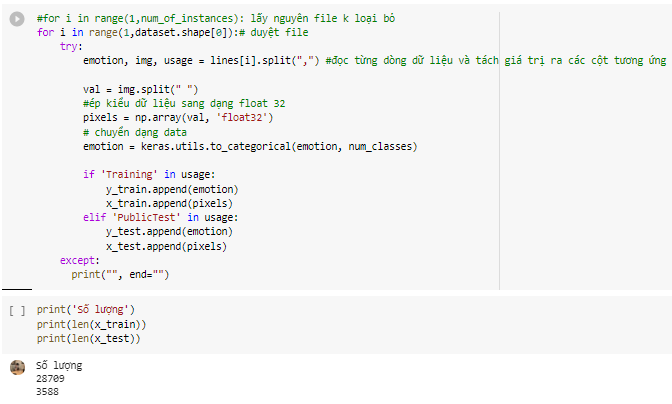 #for i in range(1,num_of_instances): lấy nguyên file k loại bỏ
for i in range(1,dataset.shape[0]):# duyệt file
    try:
        emotion, img, usage = lines[i].split(",") #đọc từng dòng dữ liệu và tách giá trị ra các cột tương ứng
        val = img.split(" ")
        #ép kiểu dữ liệu sang dạng float 32
        pixels = np.array(val, 'float32')
        # chuyển dạng data
        emotion = keras.utils.to_categorical(emotion, num_classes)
        if 'Training' in usage:
            y_train.append(emotion)
            x_train.append(pixels)
        elif 'PublicTest' in usage:
            y_test.append(emotion)
            x_test.append(pixels)
    except:
      print("", end="")
[ ] print('Số lượng')
print(len(x_train))
print(len(x_test))
Số lượng
28709
3588